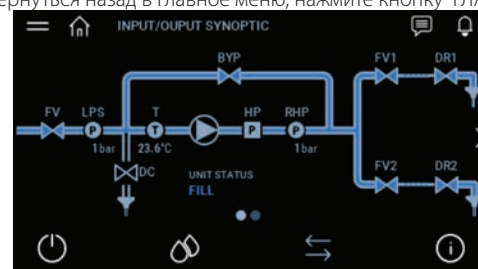 вернуться назад в главное меню, нажмите кнопку
INPUT/OUPUT SYNOPTIC
BYP
FV1
DR1
FV
LPS
T
HP
RHP
P
T
P
P
1bar
23.6°C
1bar
DC
UNIT STATUS
FILL
FV2
DR2